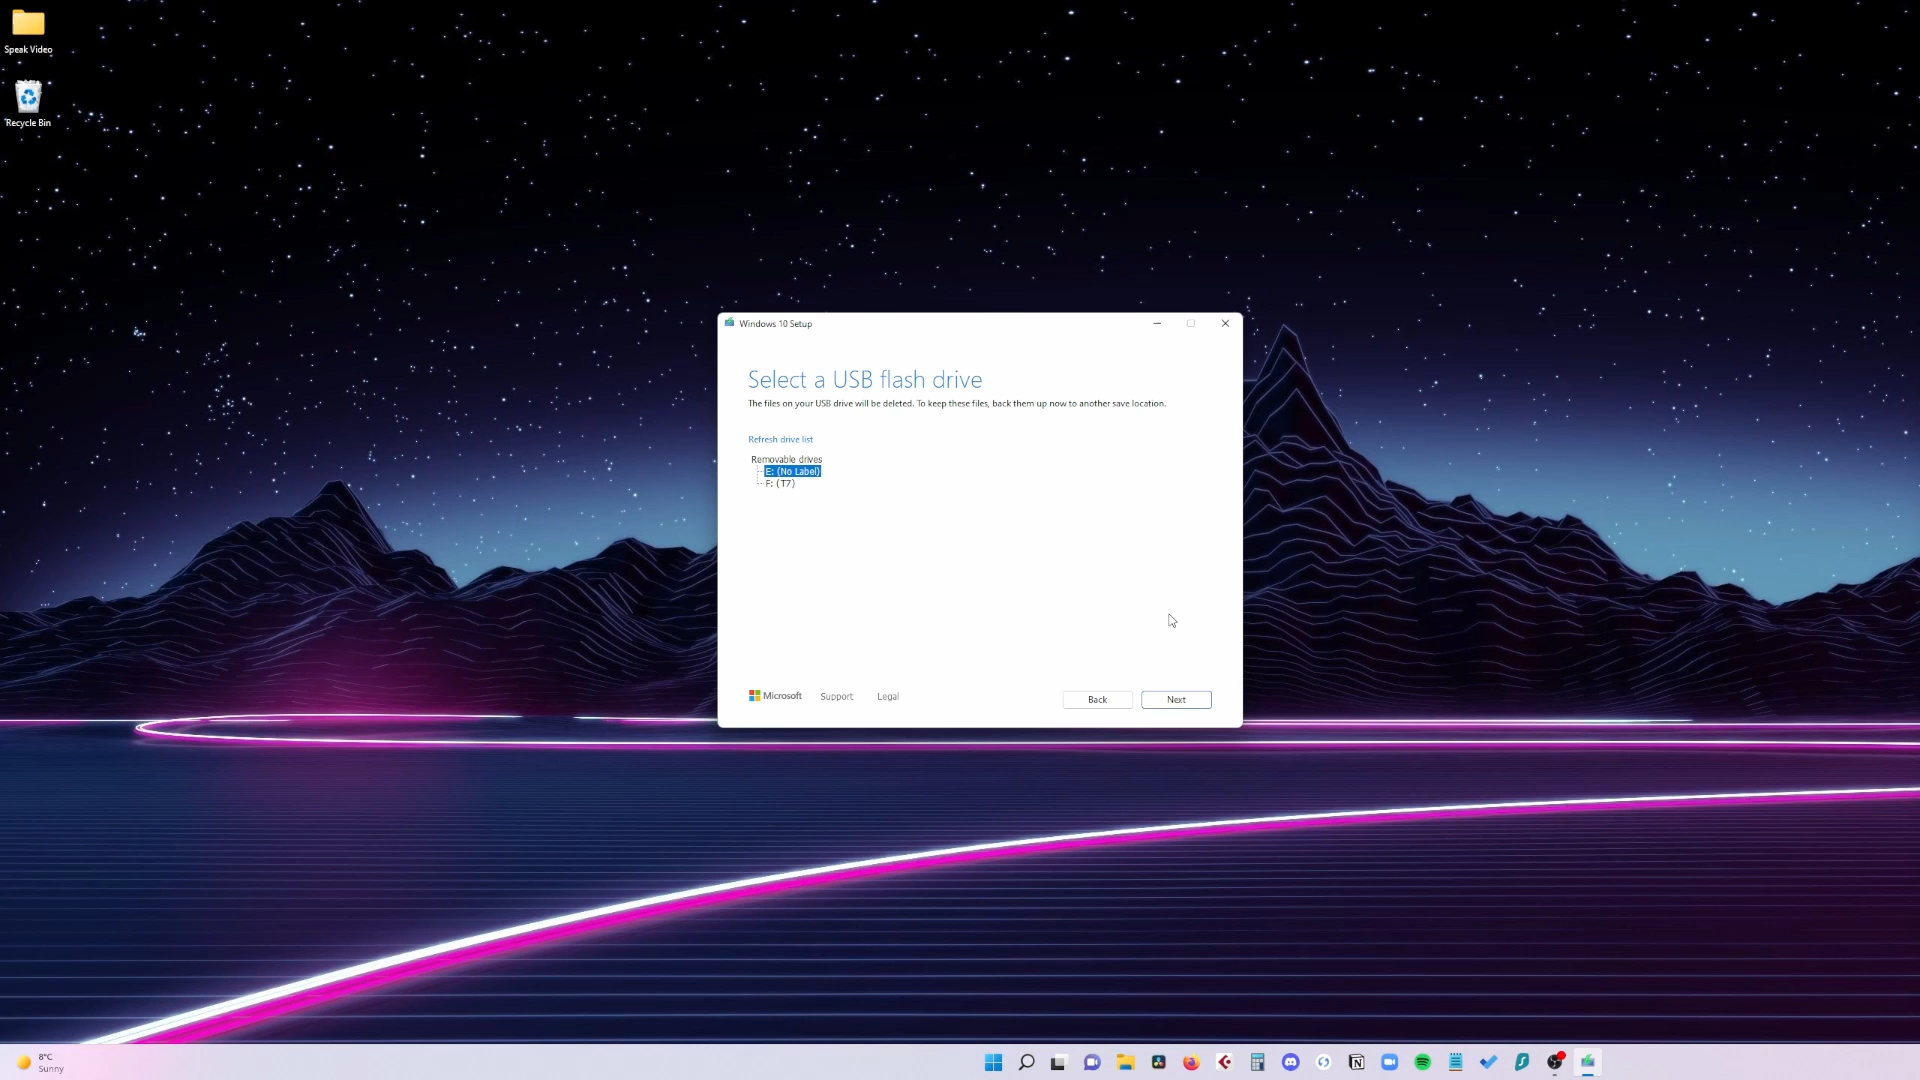 Speak Video
Recycle Bin
Windows 10 Setup
Select a USB flash drive
The files on your USB drive will be deleted. To keep these files, back them up now to another save location.
Refresh drive list
Removable drives
E: (No Label)
F: (T7)
Microsoft
Support
Legal
Back
Next
8°C
Sunny